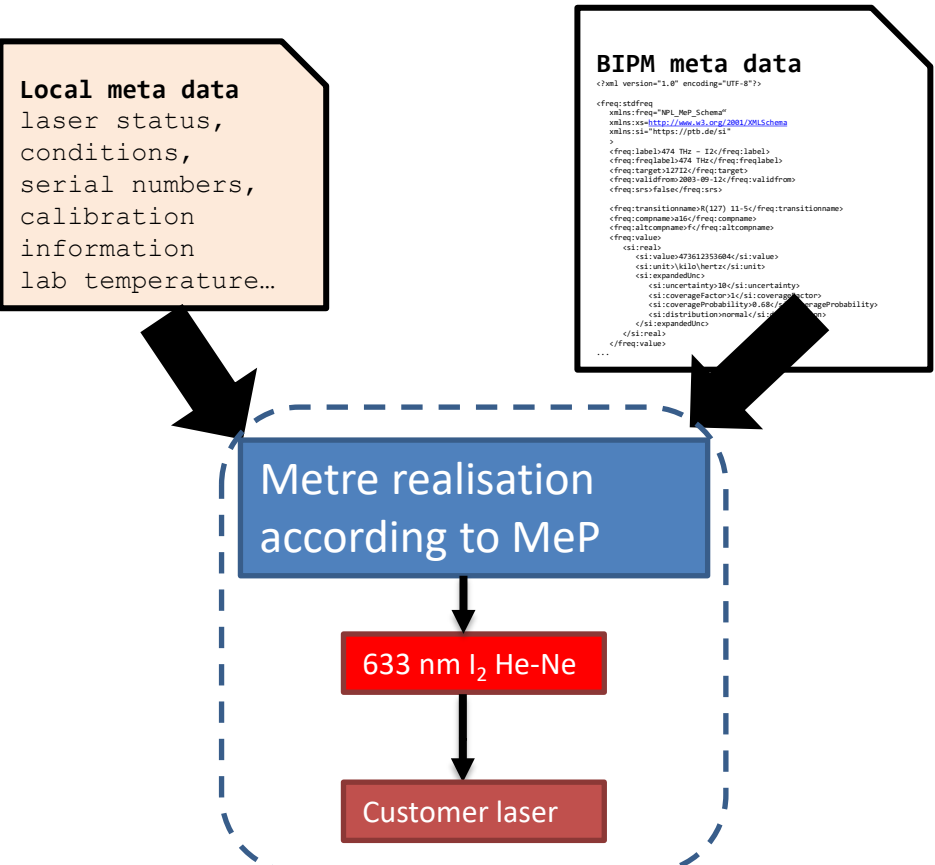 Local meta data
laser status,
conditions,
serial numbers,
calibration
information
lab temperature…
BIPM meta data
<?xml version="1.0" encoding="UTF-8"?>
<freq:stdfreq
xmlns:freq="NPL_MeP_Schema“
xmlns:xs=http://www.w3.org/2001/XMLSchema
xmlns:si="https://ptb.de/si"
>
<freq:label>474 THz – I2</freq:label>
<freq:freqlabel>474 THz</freq:freqlabel>
<freq:target>127I2</freq:target>
<freq:validfrom>2003-09-12</freq:validfrom>
<freq:srs>false</freq:srs>
<freq:transitionname>R(127) 11-5</freq:transitionname>
<freq:compname>a16</freq:compname>
<freq:altcompname>f</freq:altcompname>
<freq:value>
<si:real>
<si:value>473612353604</si:value>
<si:unit>\kilo\hertz</si:unit>
<si:expandedUnc>
<si:uncertainty>10</si:uncertainty>
<si:coverageFactor>1</si:coverageFactor>
<si:coverageProbability>0.68</si:coverageProbability>
<si:distribution>normal</si:distribution>
</si:expandedUnc>
</si:real>
</freq:value>
...
Metre realisation
according to MeP
633 nm I₂ He-Ne
Customer laser